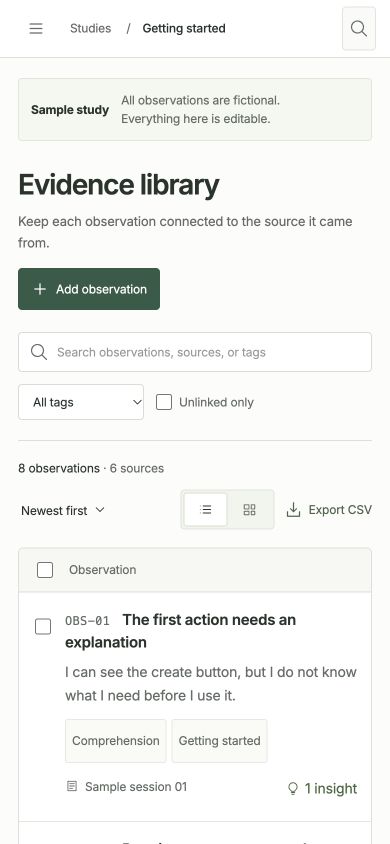 Studies / Getting started
Sample study
All observations are fictional.
Everything here is editable.
Evidence library
Keep each observation connected to the source it came
from.
Add observation
Search observations, sources, or tags
All tags
Unlinked only
8 observations · 6 sources
Newest first
Export CSV
Observation
OBS-01 The first action needs an
explanation
I can see the create button, but I do not know
what I need before I use it.
Comprehension
Getting started
Sample session 01
1 insight